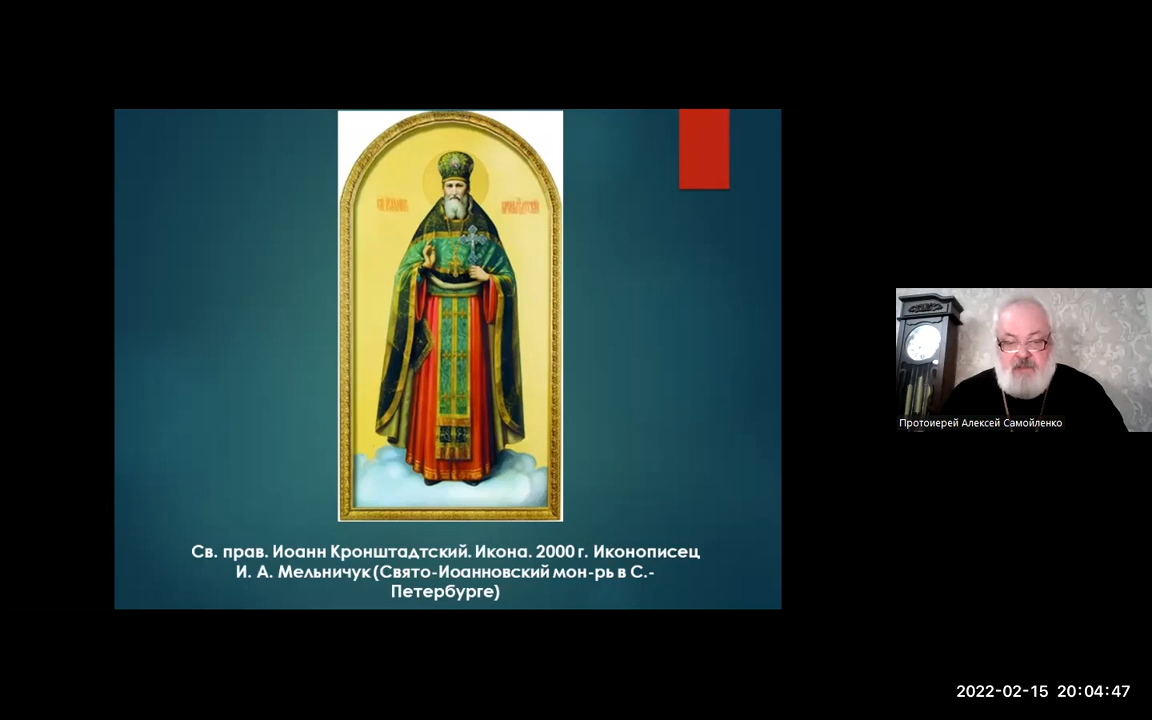 Св. прав. Иоанн Кронштадтский. Икона. 2000 г. Иконописец
И. А. Мельничук (Свято-Иоанновский мон-рь в С.-
Петербурге)
Протоиерей Алексей Самойленко
2022-02-15 20:04:47